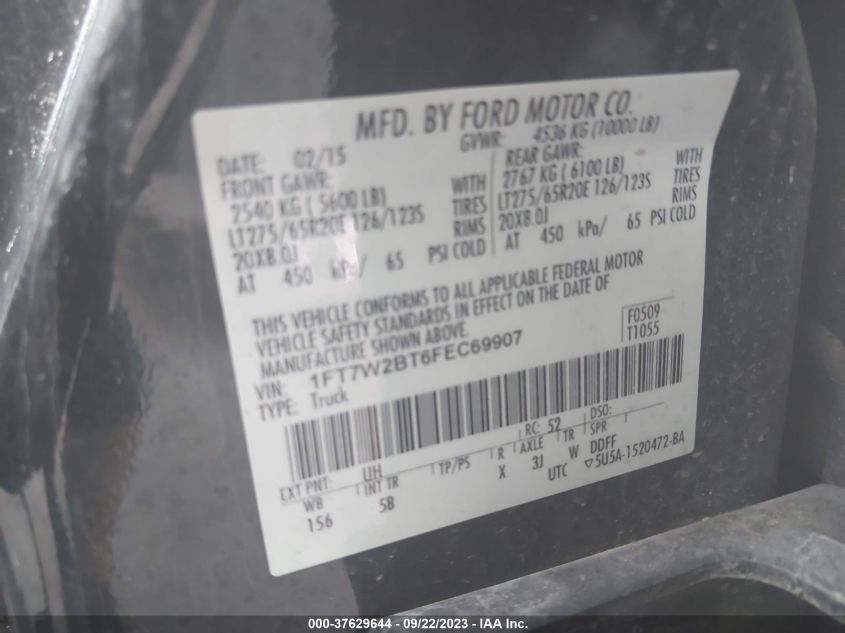 MFD. BY FORD MOTOR CO.
DATE: 02/15 GVWR: 4536 KG (10000 LB)
FRONT GAWR: REAR GAWR:
2540 KG ( 5600 LB) WITH 2767 KG ( 6100 LB) WITH
LT275/65R20E 126/123S TIRES LT275/65R20E 126/123S TIRES
20X8.0J RIMS 20X8.0J RIMS
AT 450 kPa/ 65 PSI COLD AT 450 kPa/ 65 PSI COLD
THIS VEHICLE CONFORMS TO ALL APPLICABLE FEDERAL MOTOR
VEHICLE SAFETY STANDARDS IN EFFECT ON THE DATE OF
MANUFACTURE SHOWN ABOVE.
F0509
T1055
VIN: 1FT7W2BT6FEC69907
TYPE: Truck
EXT PNT: UH RC: 52 DSO:
WB INT TR TP/PS R AXLE TR SPR
156 5B X 3J W DDFF
UTC ▽5U5A-1520472-BA
000-37629644 - 09/22/2023 - IAA Inc.